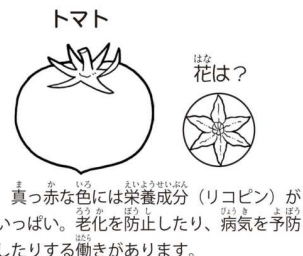 トマト
花は？
真っ赤な色には栄養成分（リコピン）が
いっぱい。老化を防止したり、病気を予防
したりする働きがあります。